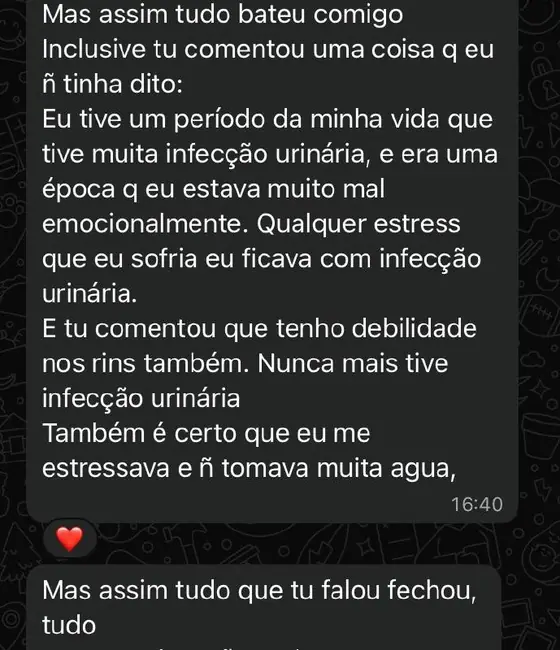 Mas assim tudo bateu comigo
Inclusive tu comentou uma coisa q eu
ñ tinha dito:
Eu tive um período da minha vida que
tive muita infecção urinária, e era uma
época q eu estava muito mal
emocionalmente. Qualquer estress
que eu sofria eu ficava com infecção
urinária.
E tu comentou que tenho debilidade
nos rins também. Nunca mais tive
infecção urinária
Também é certo que eu me
estressava e ñ tomava muita agua,
16:40
Mas assim tudo que tu falou fechou,
tudo